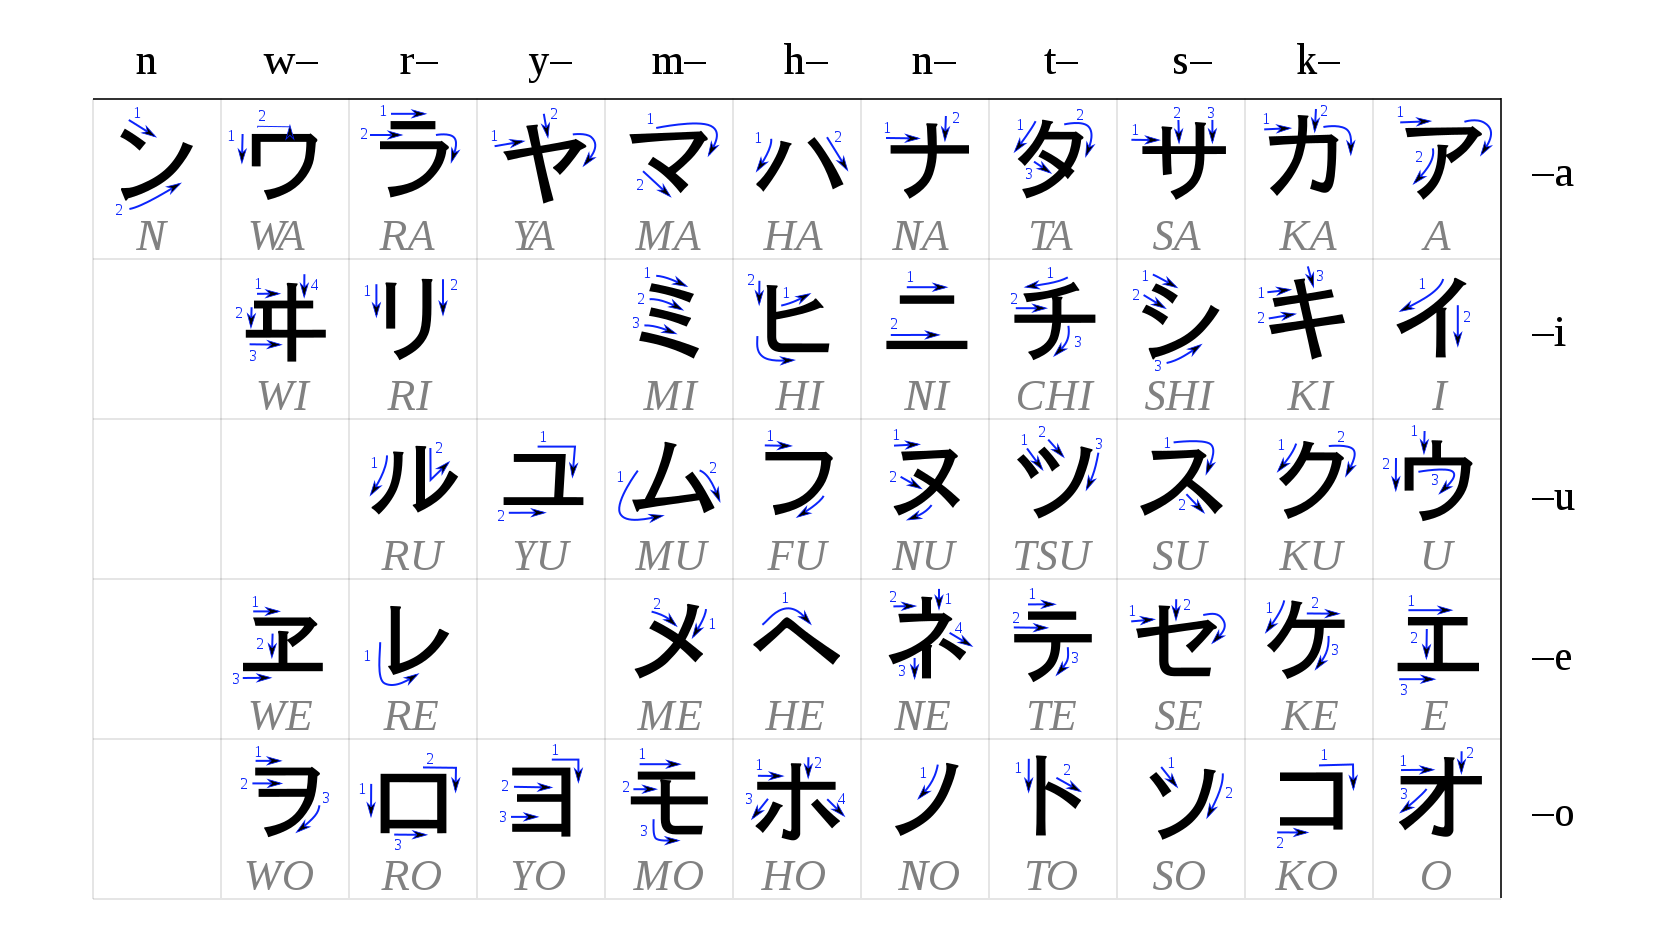 n w– r– y– m– h– n– t– s– k–
ン ワ ラ ヤ マ ハ ナ タ サ カ ア –a
N WA RA YA MA HA NA TA SA KA A
ヰ リ ミ ヒ ニ チ シ キ イ –i
WI RI MI HI NI CHI SHI KI I
ル ユ ム フ ヌ ツ ス ク ウ –u
RU YU MU FU NU TSU SU KU U
ヱ レ メ ヘ ネ テ セ ケ エ –e
WE RE ME HE NE TE SE KE E
ヲ ロ ヨ モ ホ ノ ト ソ コ オ –o
WO RO YO MO HO NO TO SO KO O